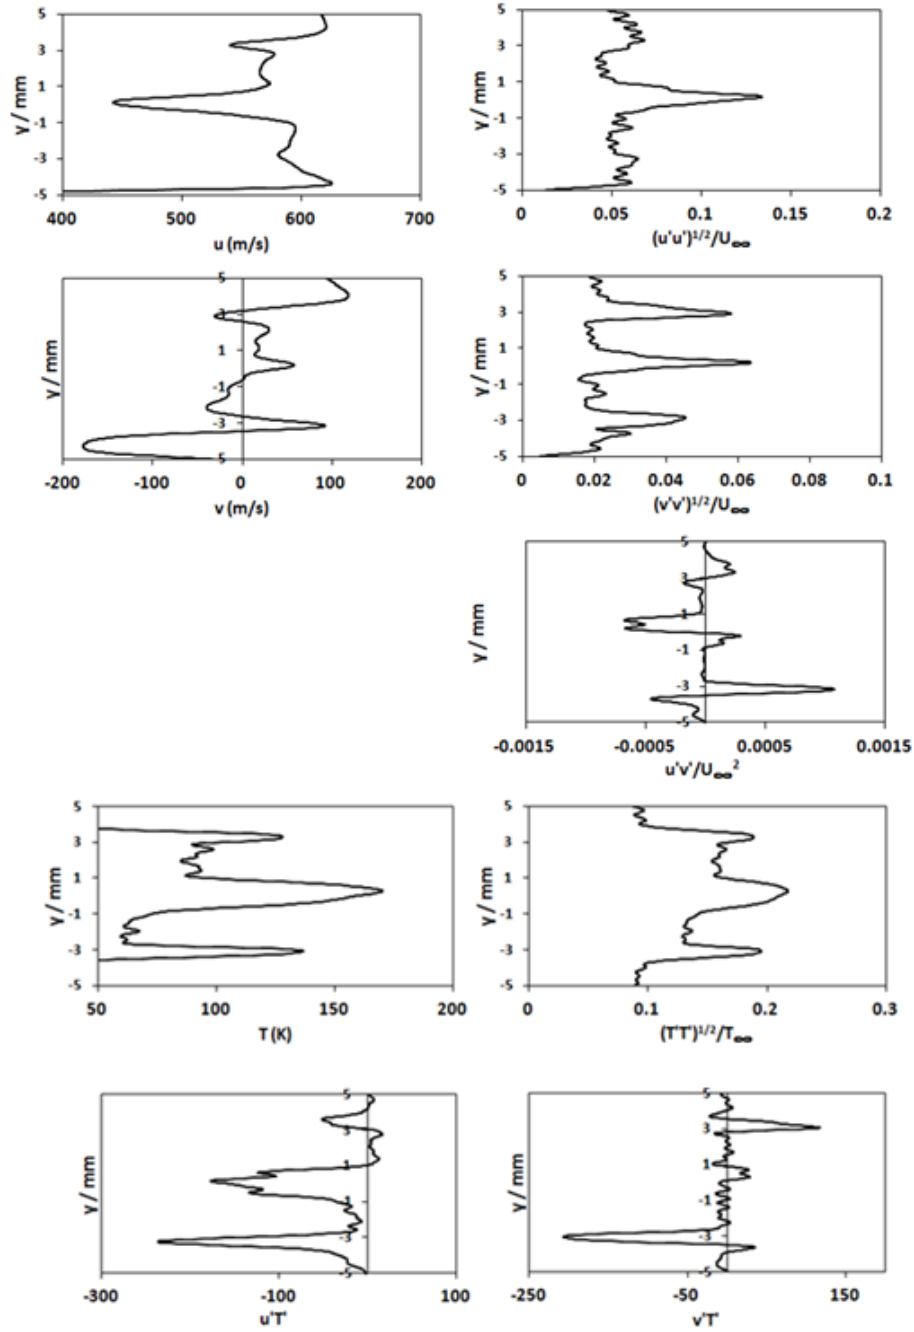 5
3
1
-1
-3
-5
400 500 600 700
y / mm
u (m/s)
5
3
1
-1
-3
-5
0 0.05 0.1 0.15 0.2
y / mm
(u'u')¹/²/U∞
5
3
1
-1
-3
-5
-200 -100 0 100 200
y / mm
v (m/s)
5
3
1
-1
-3
-5
0 0.02 0.04 0.06 0.08 0.1
y / mm
(v'v')¹/²/U∞
5
3
1
-1
-3
-5
-0.0015 -0.0005 0.0005 0.0015
y / mm
u'v'/U∞²
5
3
1
-1
-3
-5
50 100 150 200
y / mm
T (K)
5
3
1
-1
-3
-5
0 0.1 0.2 0.3
y / mm
(T'T')¹/²/T∞
5
3
1
-1
-3
-5
-300 -100 100
y / mm
u'T'
5
3
1
-1
-3
-5
-250 -50 150
y / mm
v'T'